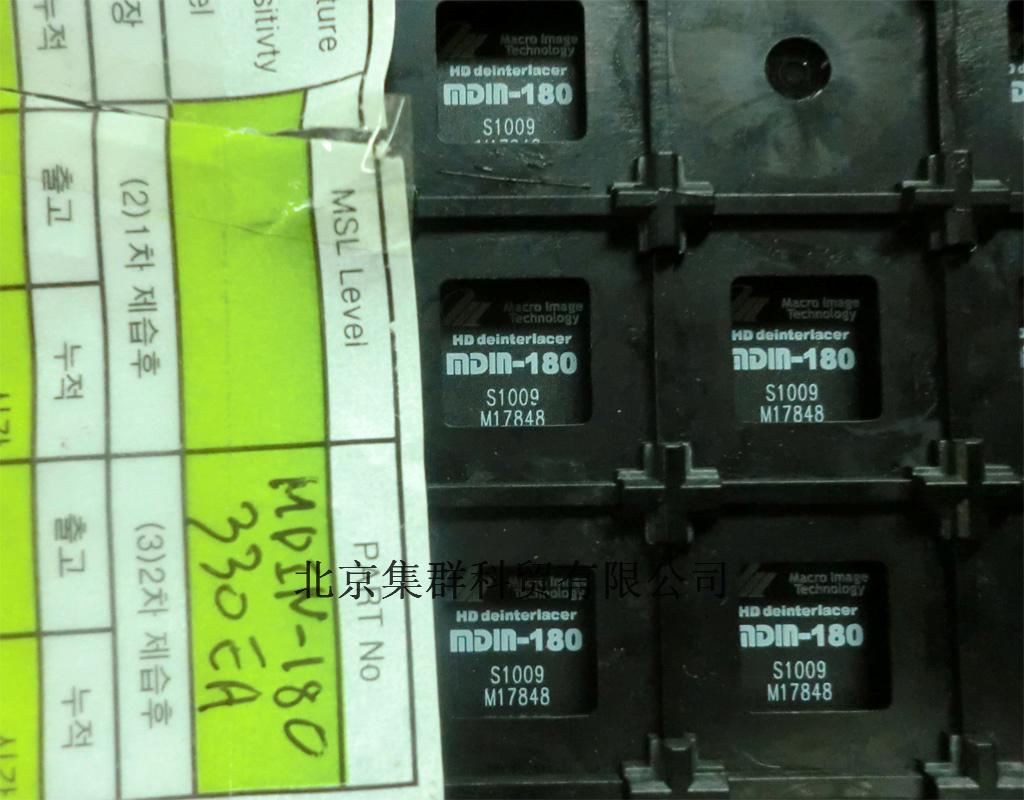 ture
sitivty
el
장
누적
MSL Level
(2)1차 제습후
출고
누적
PART No
MDIN-180
330EA
(3)2차 제습후
출고
누적
Macro Image
Technology
HD deinterlacer
MDIN-180
S1009
Macro Image
Technology
HD deinterlacer
MDIN-180
S1009
M17848
Macro Image
Technology
HD deinterlacer
MDIN-180
S1009
M17848
Macro Image
Technology
HD deinterlacer
MDIN-180
S1009
M17848
Macro Image
Technology
HD deinterlacer
MDIN-180
S1009
M17848
北京集群科贸有限公司